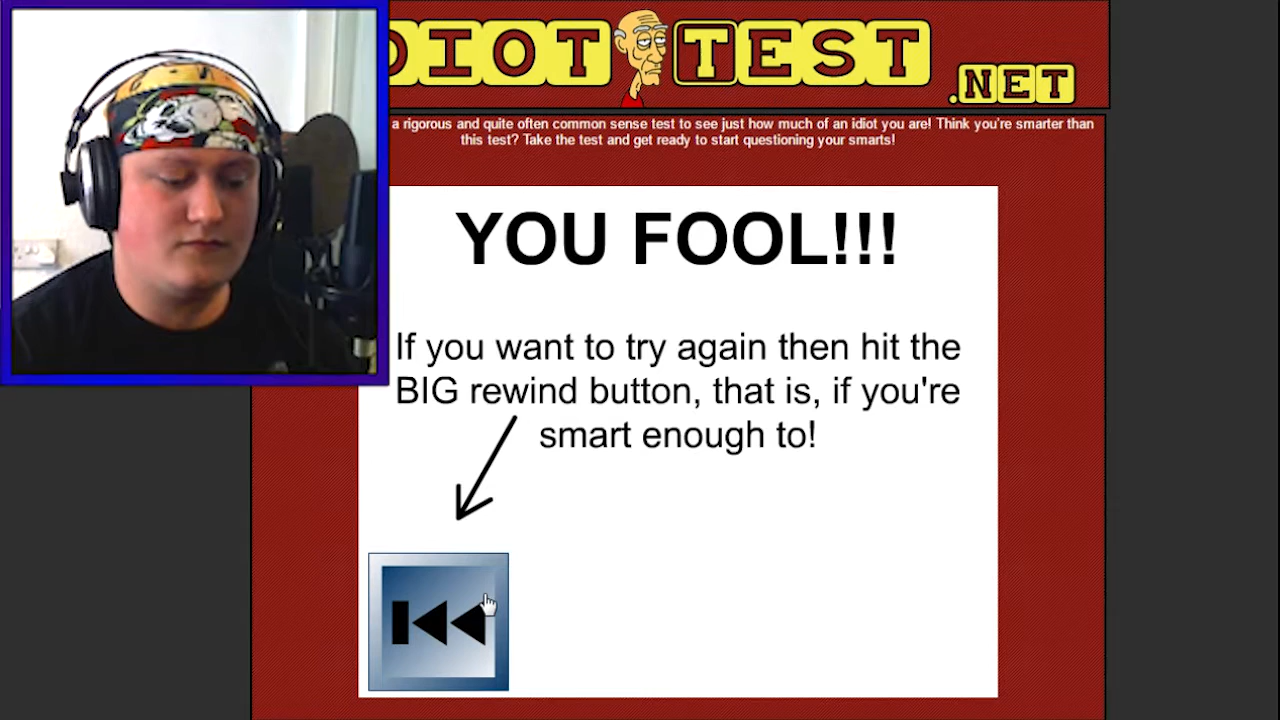 DIOT TEST
.NET
a rigorous and quite often common sense test to see just how much of an idiot you are! Think you're smarter than
this test? Take the test and get ready to start questioning your smarts!
YOU FOOL!!!
If you want to try again then hit the
BIG rewind button, that is, if you're
smart enough to!